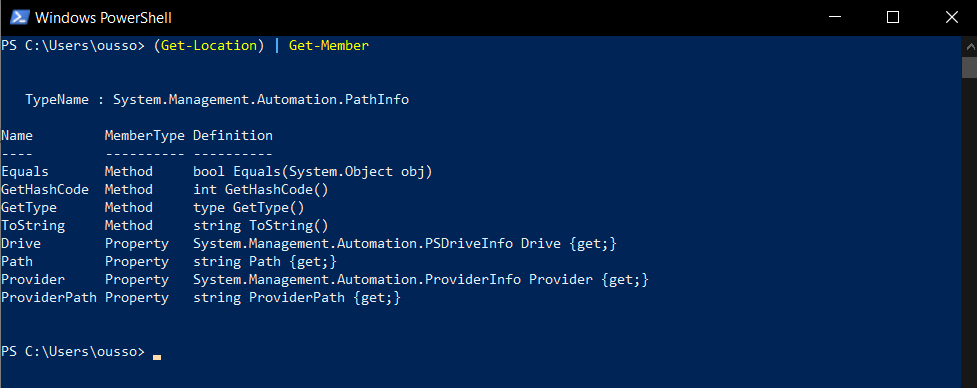 Windows PowerShell
PS C:\Users\ousso> (Get-Location) | Get-Member
TypeName : System.Management.Automation.PathInfo
Name MemberType Definition
---- ---------- ----------
Equals Method bool Equals(System.Object obj)
GetHashCode Method int GetHashCode()
GetType Method type GetType()
ToString Method string ToString()
Drive Property System.Management.Automation.PSDriveInfo Drive {get;}
Path Property string Path {get;}
Provider Property System.Management.Automation.ProviderInfo Provider {get;}
ProviderPath Property string ProviderPath {get;}
PS C:\Users\ousso>